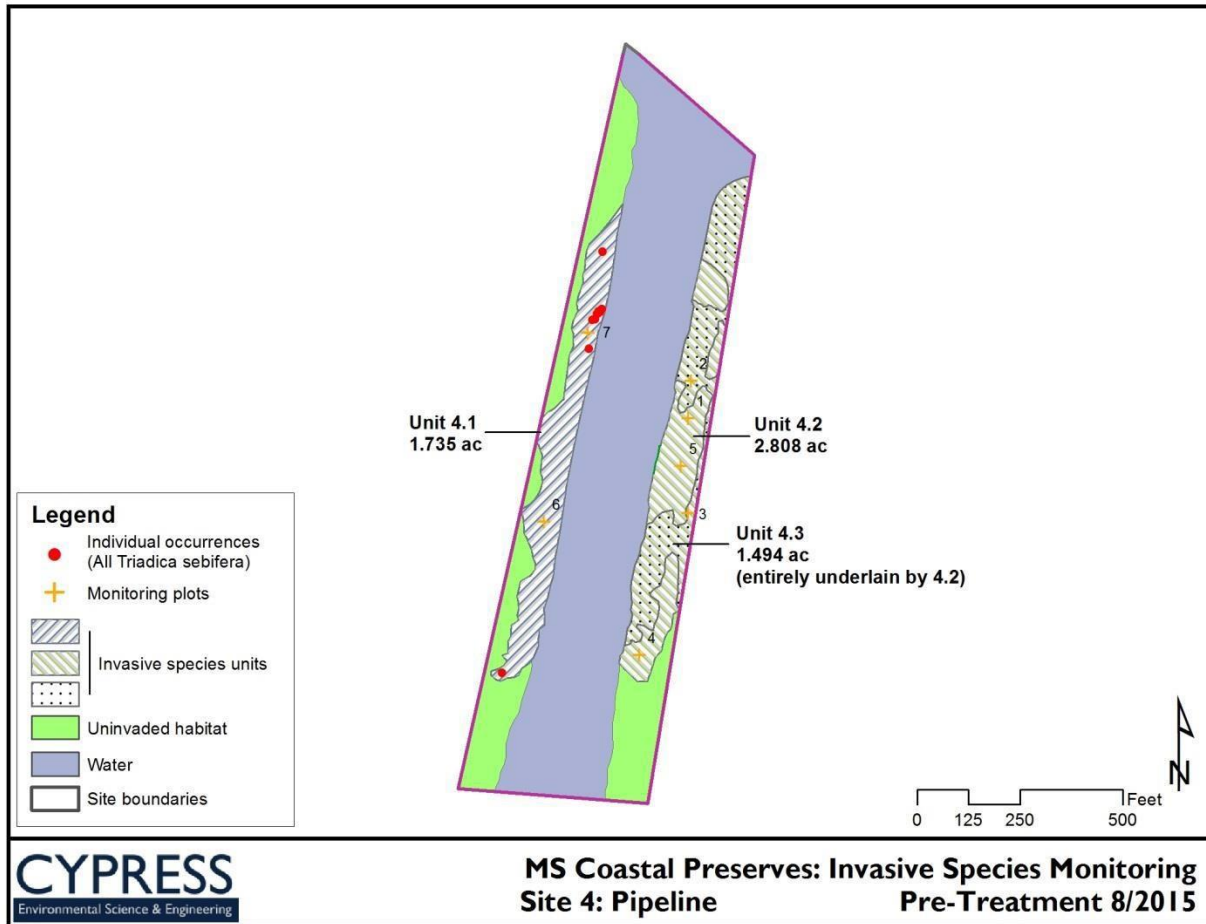 7
2
1
Unit 4.1
1.735 ac
Unit 4.2
2.808 ac
5
6
3
Unit 4.3
1.494 ac
(entirely underlain by 4.2)
4
Legend
Individual occurrences
(All Triadica sebifera)
Monitoring plots
Invasive species units
Uninvaded habitat
Water
Site boundaries
N
Feet
0 125 250 500
CYPRESS
Environmental Science & Engineering
MS Coastal Preserves: Invasive Species Monitoring
Site 4: Pipeline Pre-Treatment 8/2015